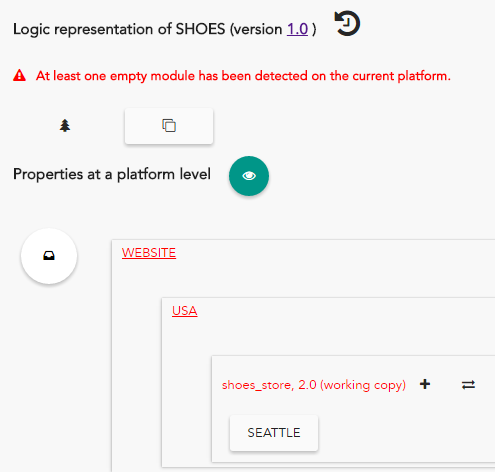 Logic representation of SHOES (version 1.0 )
At least one empty module has been detected on the current platform.
Properties at a platform level
WEBSITE
USA
shoes_store, 2.0 (working copy)
SEATTLE